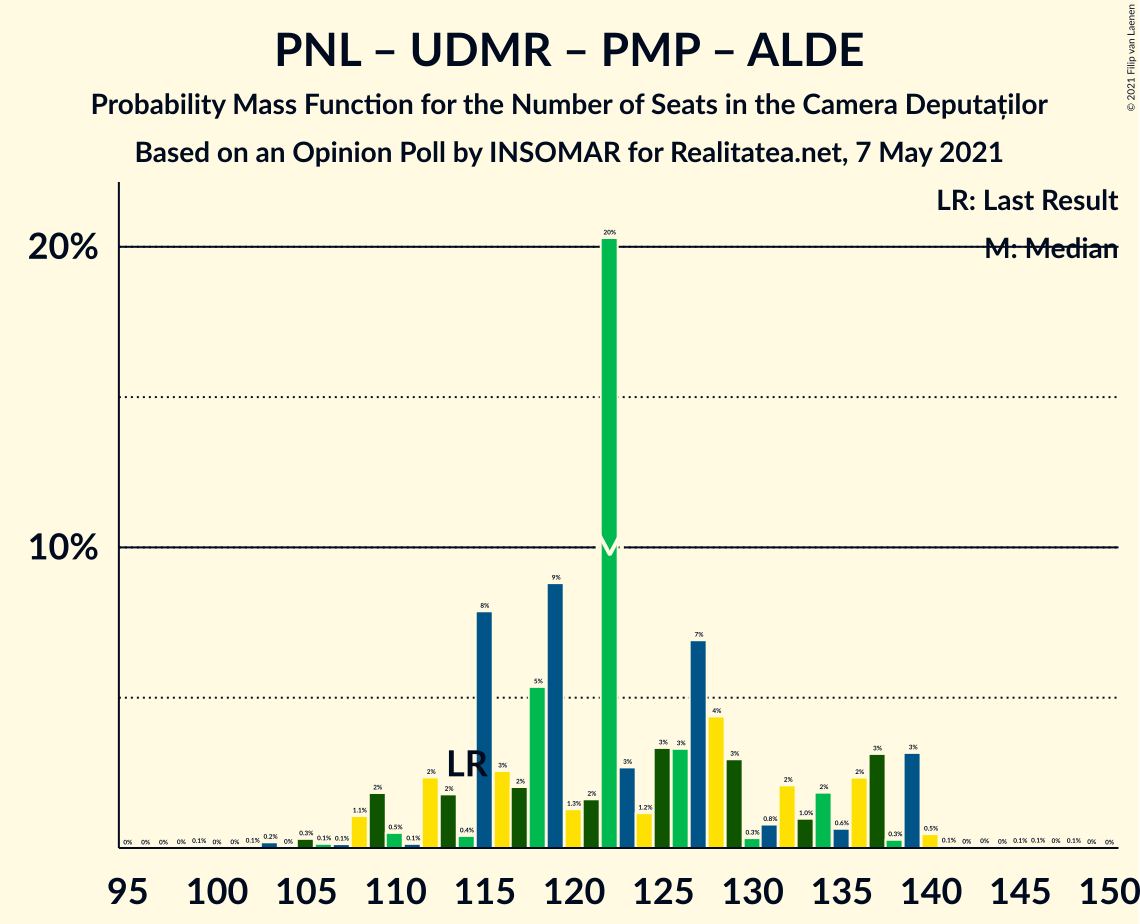 PNL – UDMR – PMP – ALDE
Probability Mass Function for the Number of Seats in the Camera Deputaților
Based on an Opinion Poll by INSOMAR for Realitatea.net, 7 May 2021
© 2021 Filip van Laenen
LR: Last Result
M: Median
20%
10%
LR
0% 0% 0% 0% 0.1% 0% 0% 0.1% 0.2% 0% 0.3% 0.1% 0.1% 1.1% 2% 0.5% 0.1% 2% 2% 0.4% 8% 3% 2% 5% 9% 1.3% 2% 20% 3% 1.2% 3% 3% 7% 4% 3% 0.3% 0.8% 2% 1.0% 2% 0.6% 2% 3% 0.3% 3% 0.5% 0.1% 0% 0% 0% 0.1% 0.1% 0% 0.1% 0% 0%
95 100 105 110 115 120 125 130 135 140 145 150